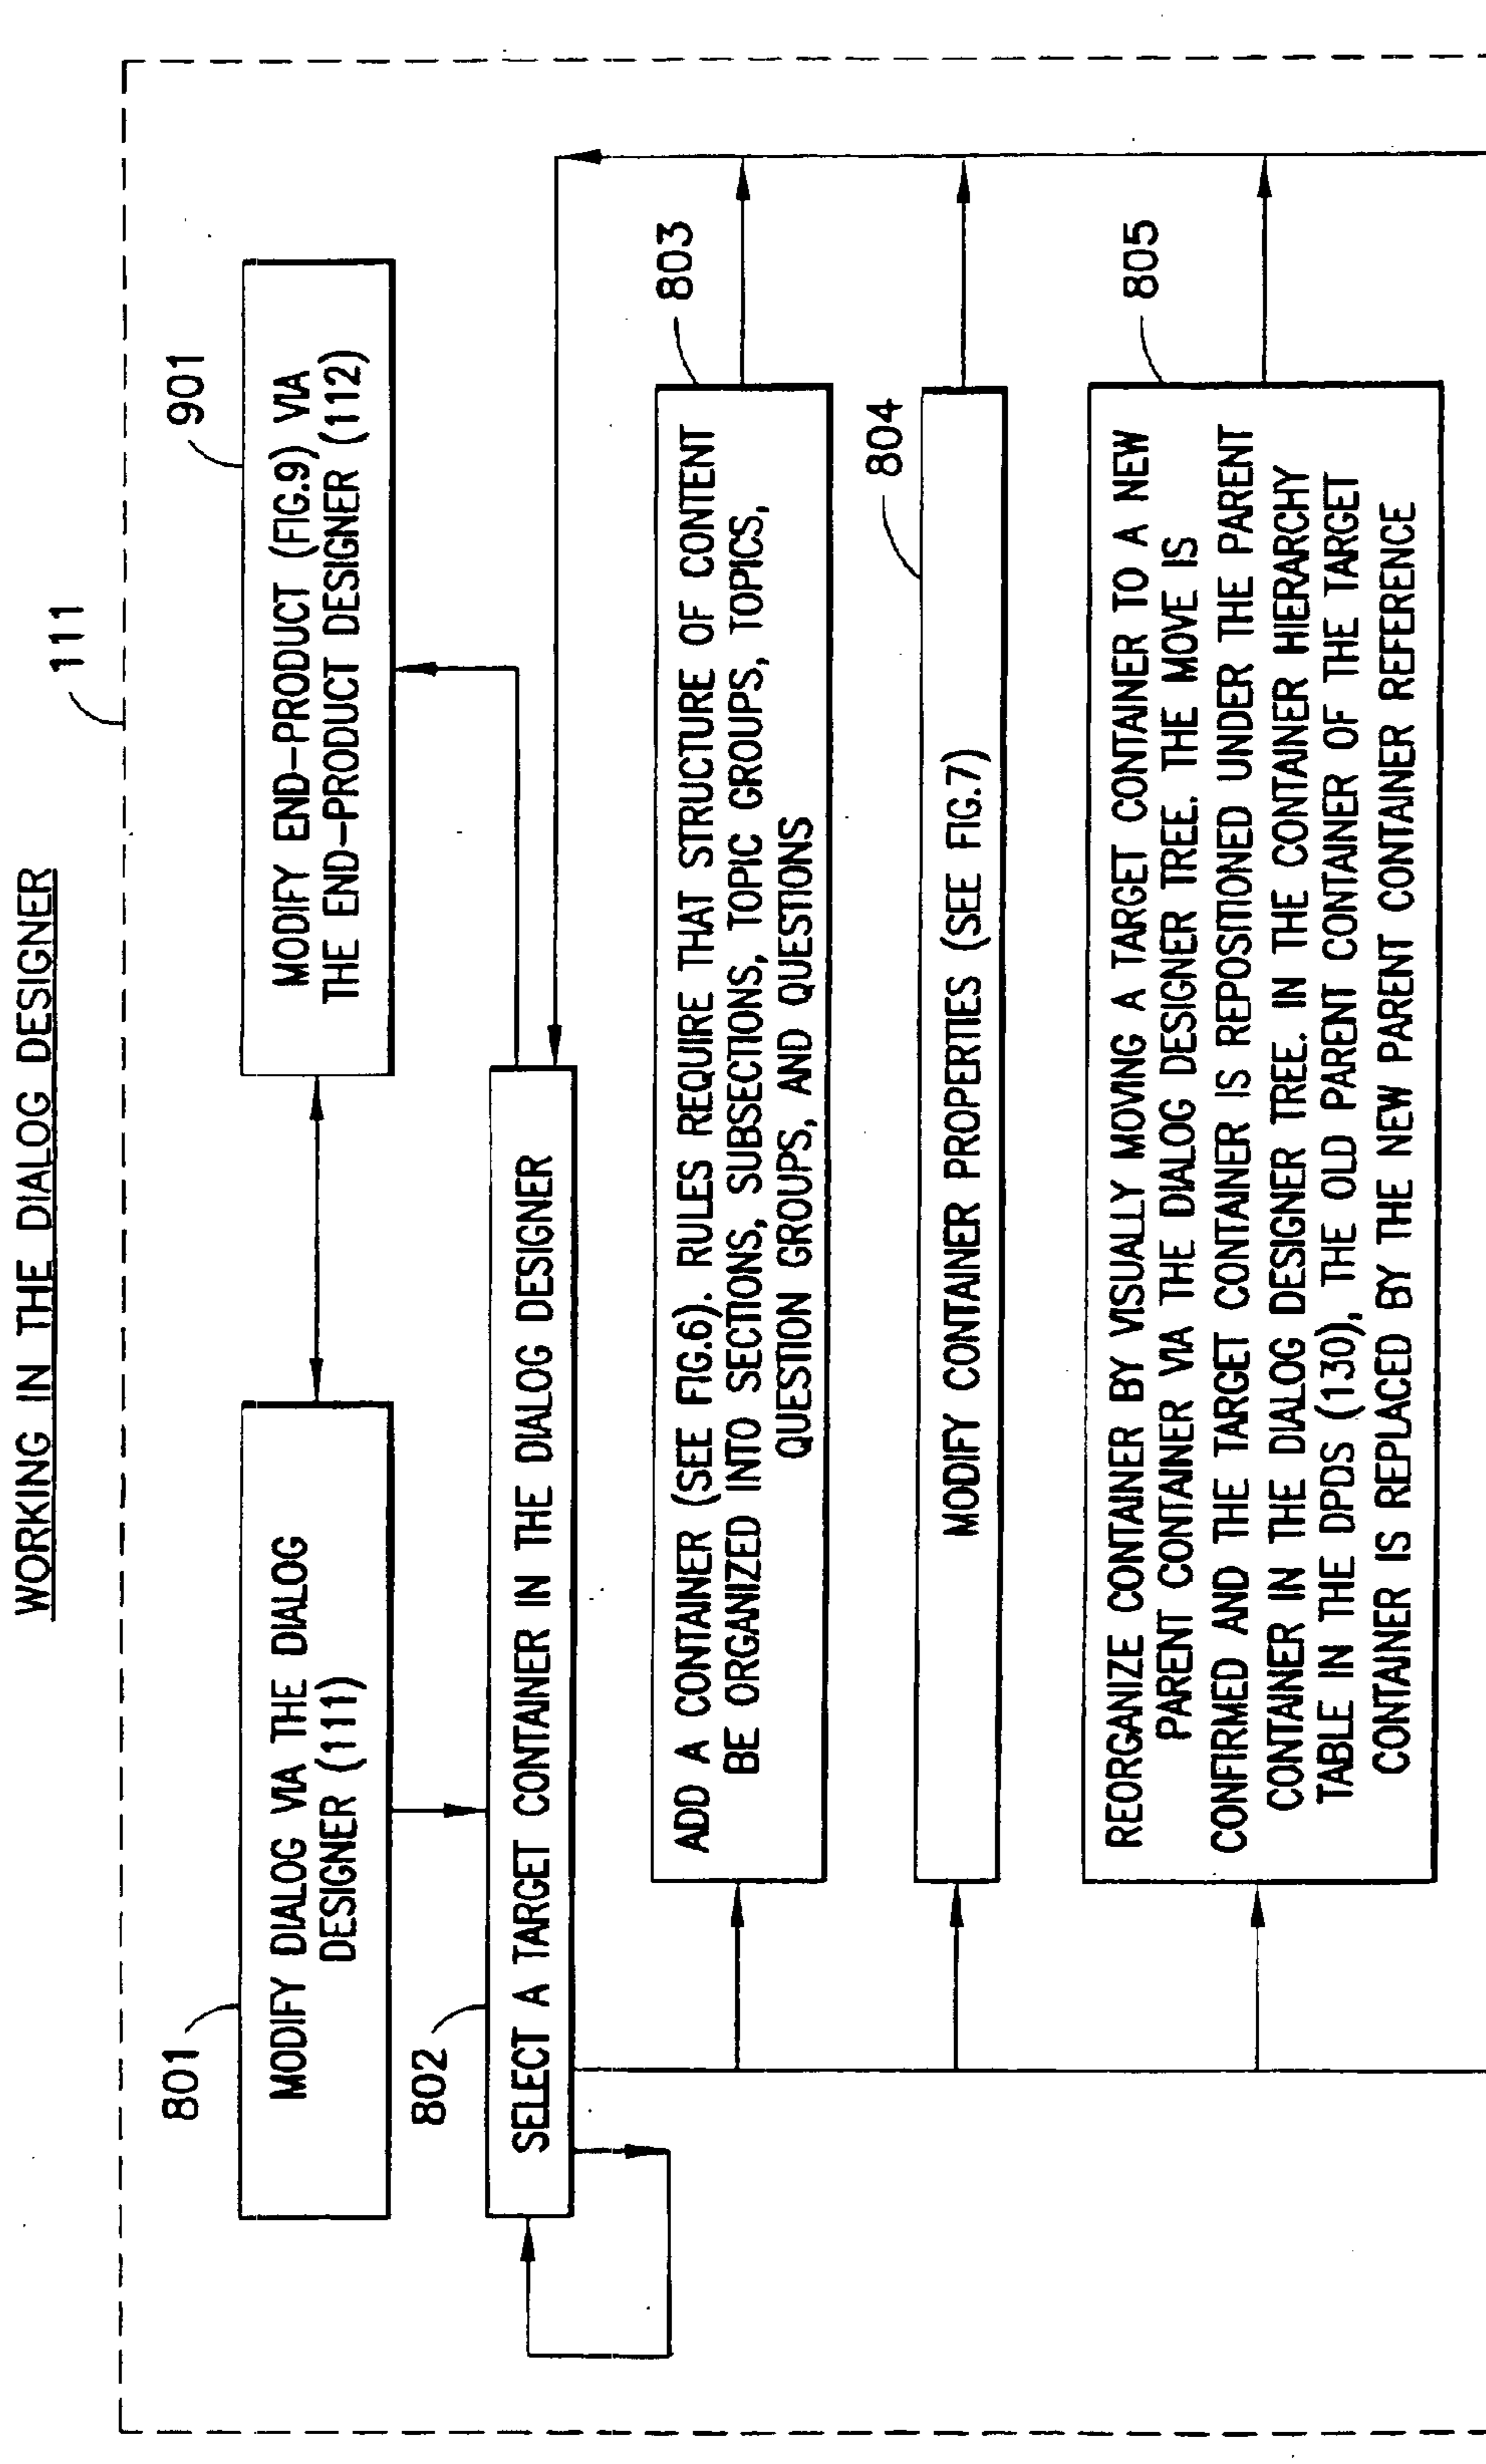 WORKING IN THE DIALOG DESIGNER
111
801
MODIFY DIALOG VIA THE DIALOG
DESIGNER (111)
901
MODIFY END-PRODUCT (FIG.9) VIA
THE END-PRODUCT DESIGNER (112)
802
SELECT A TARGET CONTAINER IN THE DIALOG DESIGNER
803
ADD A CONTAINER (SEE FIG.6). RULES REQUIRE THAT STRUCTURE OF CONTENT
BE ORGANIZED INTO SECTIONS, SUBSECTIONS, TOPIC GROUPS, TOPICS,
QUESTION GROUPS, AND QUESTIONS
804
MODIFY CONTAINER PROPERTIES (SEE FIG.7)
805
REORGANIZE CONTAINER BY VISUALLY MOVING A TARGET CONTAINER TO A NEW
PARENT CONTAINER VIA THE DIALOG DESIGNER TREE. THE MOVE IS
CONFIRMED AND THE TARGET CONTAINER IS REPOSITIONED UNDER THE PARENT
CONTAINER IN THE DIALOG DESIGNER TREE. IN THE CONTAINER HIERARCHY
TABLE IN THE DPDS (130), THE OLD PARENT CONTAINER OF THE TARGET
CONTAINER IS REPLACED BY THE NEW PARENT CONTAINER REFERENCE